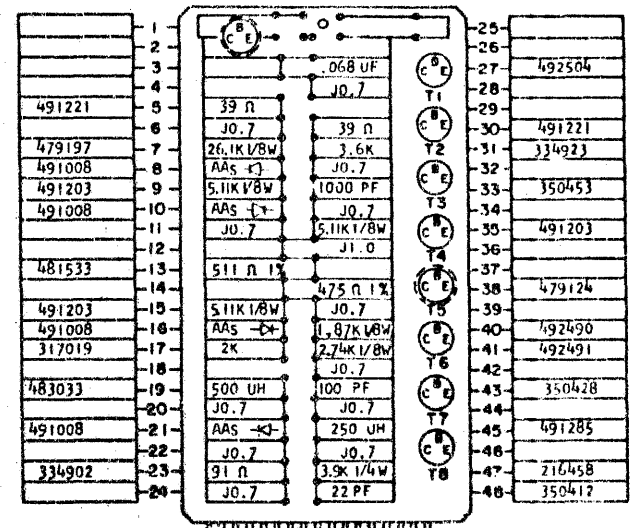 1 25
C B E
2 26
3 .068 UF C B E 27 492504
4 J0.7 28
T1
491221 5 39 Ω 29
6 J0.7 39 Ω C B E 30 491221
479197 7 26.1K 1/8W 3.6K T2 31 334923
491008 8 AAS J0.7 32
491203 9 5.11K 1/8W 1000 PF C B E 33 350453
491008 10 AAS J0.7 T3 34
11 J0.7 5.11K 1/8W C B E 35 491203
12 J1.0 36
T4
481533 13 511 Ω 1% 37
14 475 Ω 1% C B E 38 479124
491203 15 5.11K 1/8W J0.7 T5 39
491008 16 AAS 1.87K 1/8W 40 492490
317019 17 2K 2.74K 1/8W C B E 41 492491
18 J0.7 T6 42
483033 19 500 UH 100 PF C B E 43 350428
20 J0.7 J0.7 T7 44
491008 21 AAS 250 UH 45 491285
22 J0.7 J0.7 C B E 46
334902 23 91 Ω 3.9K 1/4W T8 47 216458
24 J0.7 22 PF 48 350412